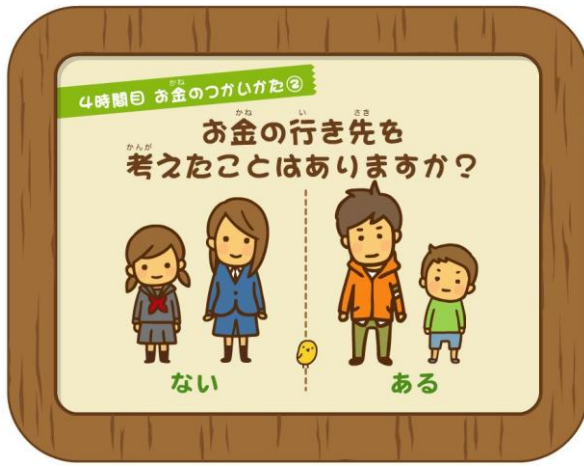 4時間目 お金のつかいかた②
お金の行き先を
考えたことはありますか？
ない
ある